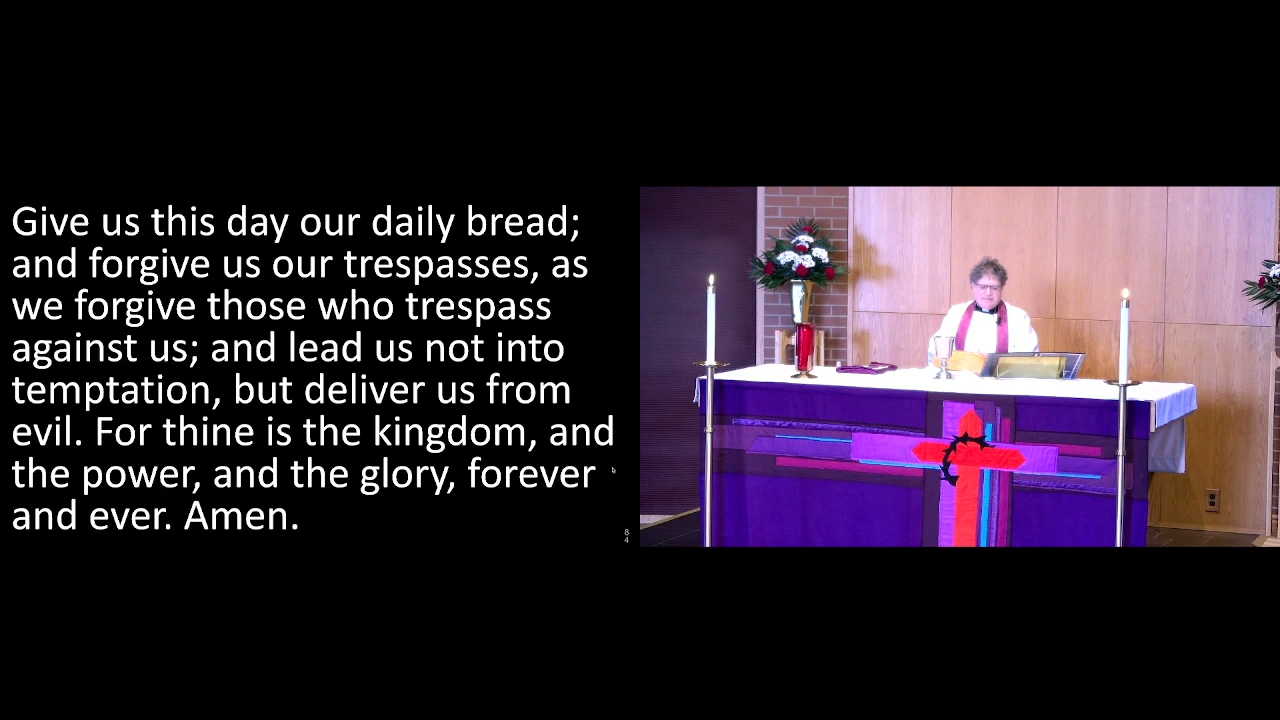 Give us this day our daily bread;
and forgive us our trespasses, as
we forgive those who trespass
against us; and lead us not into
temptation, but deliver us from
evil. For thine is the kingdom, and
the power, and the glory, forever
and ever. Amen.
8
4